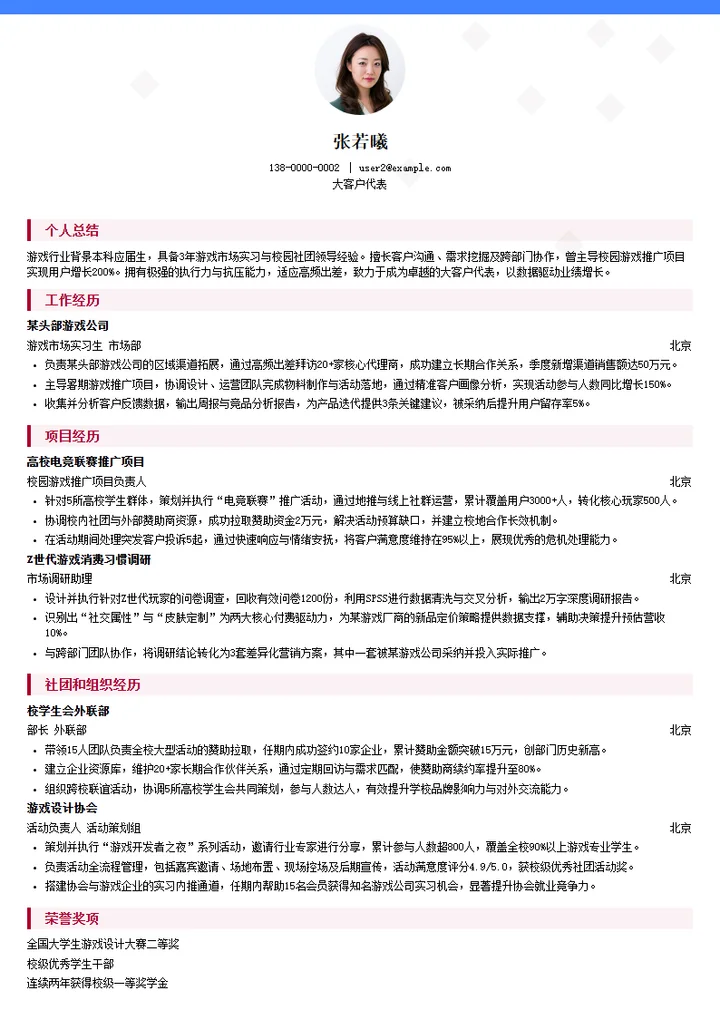 张若曦
138-0000-0002 | user2@example.com
大客户代表
个人总结
游戏行业背景本科应届生，具备3年游戏市场实习与校园社团领导经验。擅长客户沟通、需求挖掘及跨部门协作，曾主导校园游戏推广项目
实现用户增长200%。拥有极强的执行力与抗压能力，适应高频出差，致力于成为卓越的大客户代表，以数据驱动业绩增长。
工作经历
某头部游戏公司
游戏市场实习生 市场部 北京
• 负责某头部游戏公司的区域渠道拓展，通过高频出差拜访20+家核心代理商，成功建立长期合作关系，季度新增渠道销售额达50万元。
• 主导暑期游戏推广项目，协调设计、运营团队完成物料制作与活动落地，通过精准客户画像分析，实现活动参与人数同比增长150%。
• 收集并分析客户反馈数据，输出周报与竞品分析报告，为产品迭代提供3条关键建议，被采纳后提升用户留存率5%。
项目经历
高校电竞联赛推广项目
校园游戏推广项目负责人 北京
• 针对5所高校学生群体，策划并执行“电竞联赛”推广活动，通过地推与线上社群运营，累计覆盖用户3000+人，转化核心玩家500人。
• 协调校内社团与外部赞助商资源，成功拉取赞助资金2万元，解决活动预算缺口，并建立校地合作长效机制。
• 在活动期间处理突发客户投诉5起，通过快速响应与情绪安抚，将客户满意度维持在95%以上，展现优秀的危机处理能力。
Z世代游戏消费习惯调研
市场调研助理 北京
• 设计并执行针对Z世代玩家的问卷调查，回收有效问卷1200份，利用SPSS进行数据清洗与交叉分析，输出2万字深度调研报告。
• 识别出“社交属性”与“皮肤定制”为两大核心付费驱动力，为某游戏厂商的新品定价策略提供数据支撑，辅助决策提升预估营收
10%。
• 与跨部门团队协作，将调研结论转化为3套差异化营销方案，其中一套被某游戏公司采纳并投入实际推广。
社团和组织经历
校学生会外联部
部长 外联部 北京
• 带领15人团队负责全校大型活动的赞助拉取，任期内成功签约10家企业，累计赞助金额突破15万元，创部门历史新高。
• 建立企业资源库，维护20+家长期合作伙伴关系，通过定期回访与需求匹配，使赞助商续约率提升至80%。
• 组织跨校联谊活动，协调5所高校学生会共同策划，参与人数达人，有效提升学校品牌影响力与对外交流能力。
游戏设计协会
活动负责人 活动策划组 北京
• 策划并执行“游戏开发者之夜”系列活动，邀请行业专家进行分享，累计参与人数超800人，覆盖全校90%以上游戏专业学生。
• 负责活动全流程管理，包括嘉宾邀请、场地布置、现场控场及后期宣传，活动满意度评分4.9/5.0，获校级优秀社团活动奖。
• 搭建协会与游戏企业的实习内推通道，任期内帮助15名会员获得知名游戏公司实习机会，显著提升协会就业竞争力。
荣誉奖项
全国大学生游戏设计大赛二等奖
校级优秀学生干部
连续两年获得校级一等奖学金